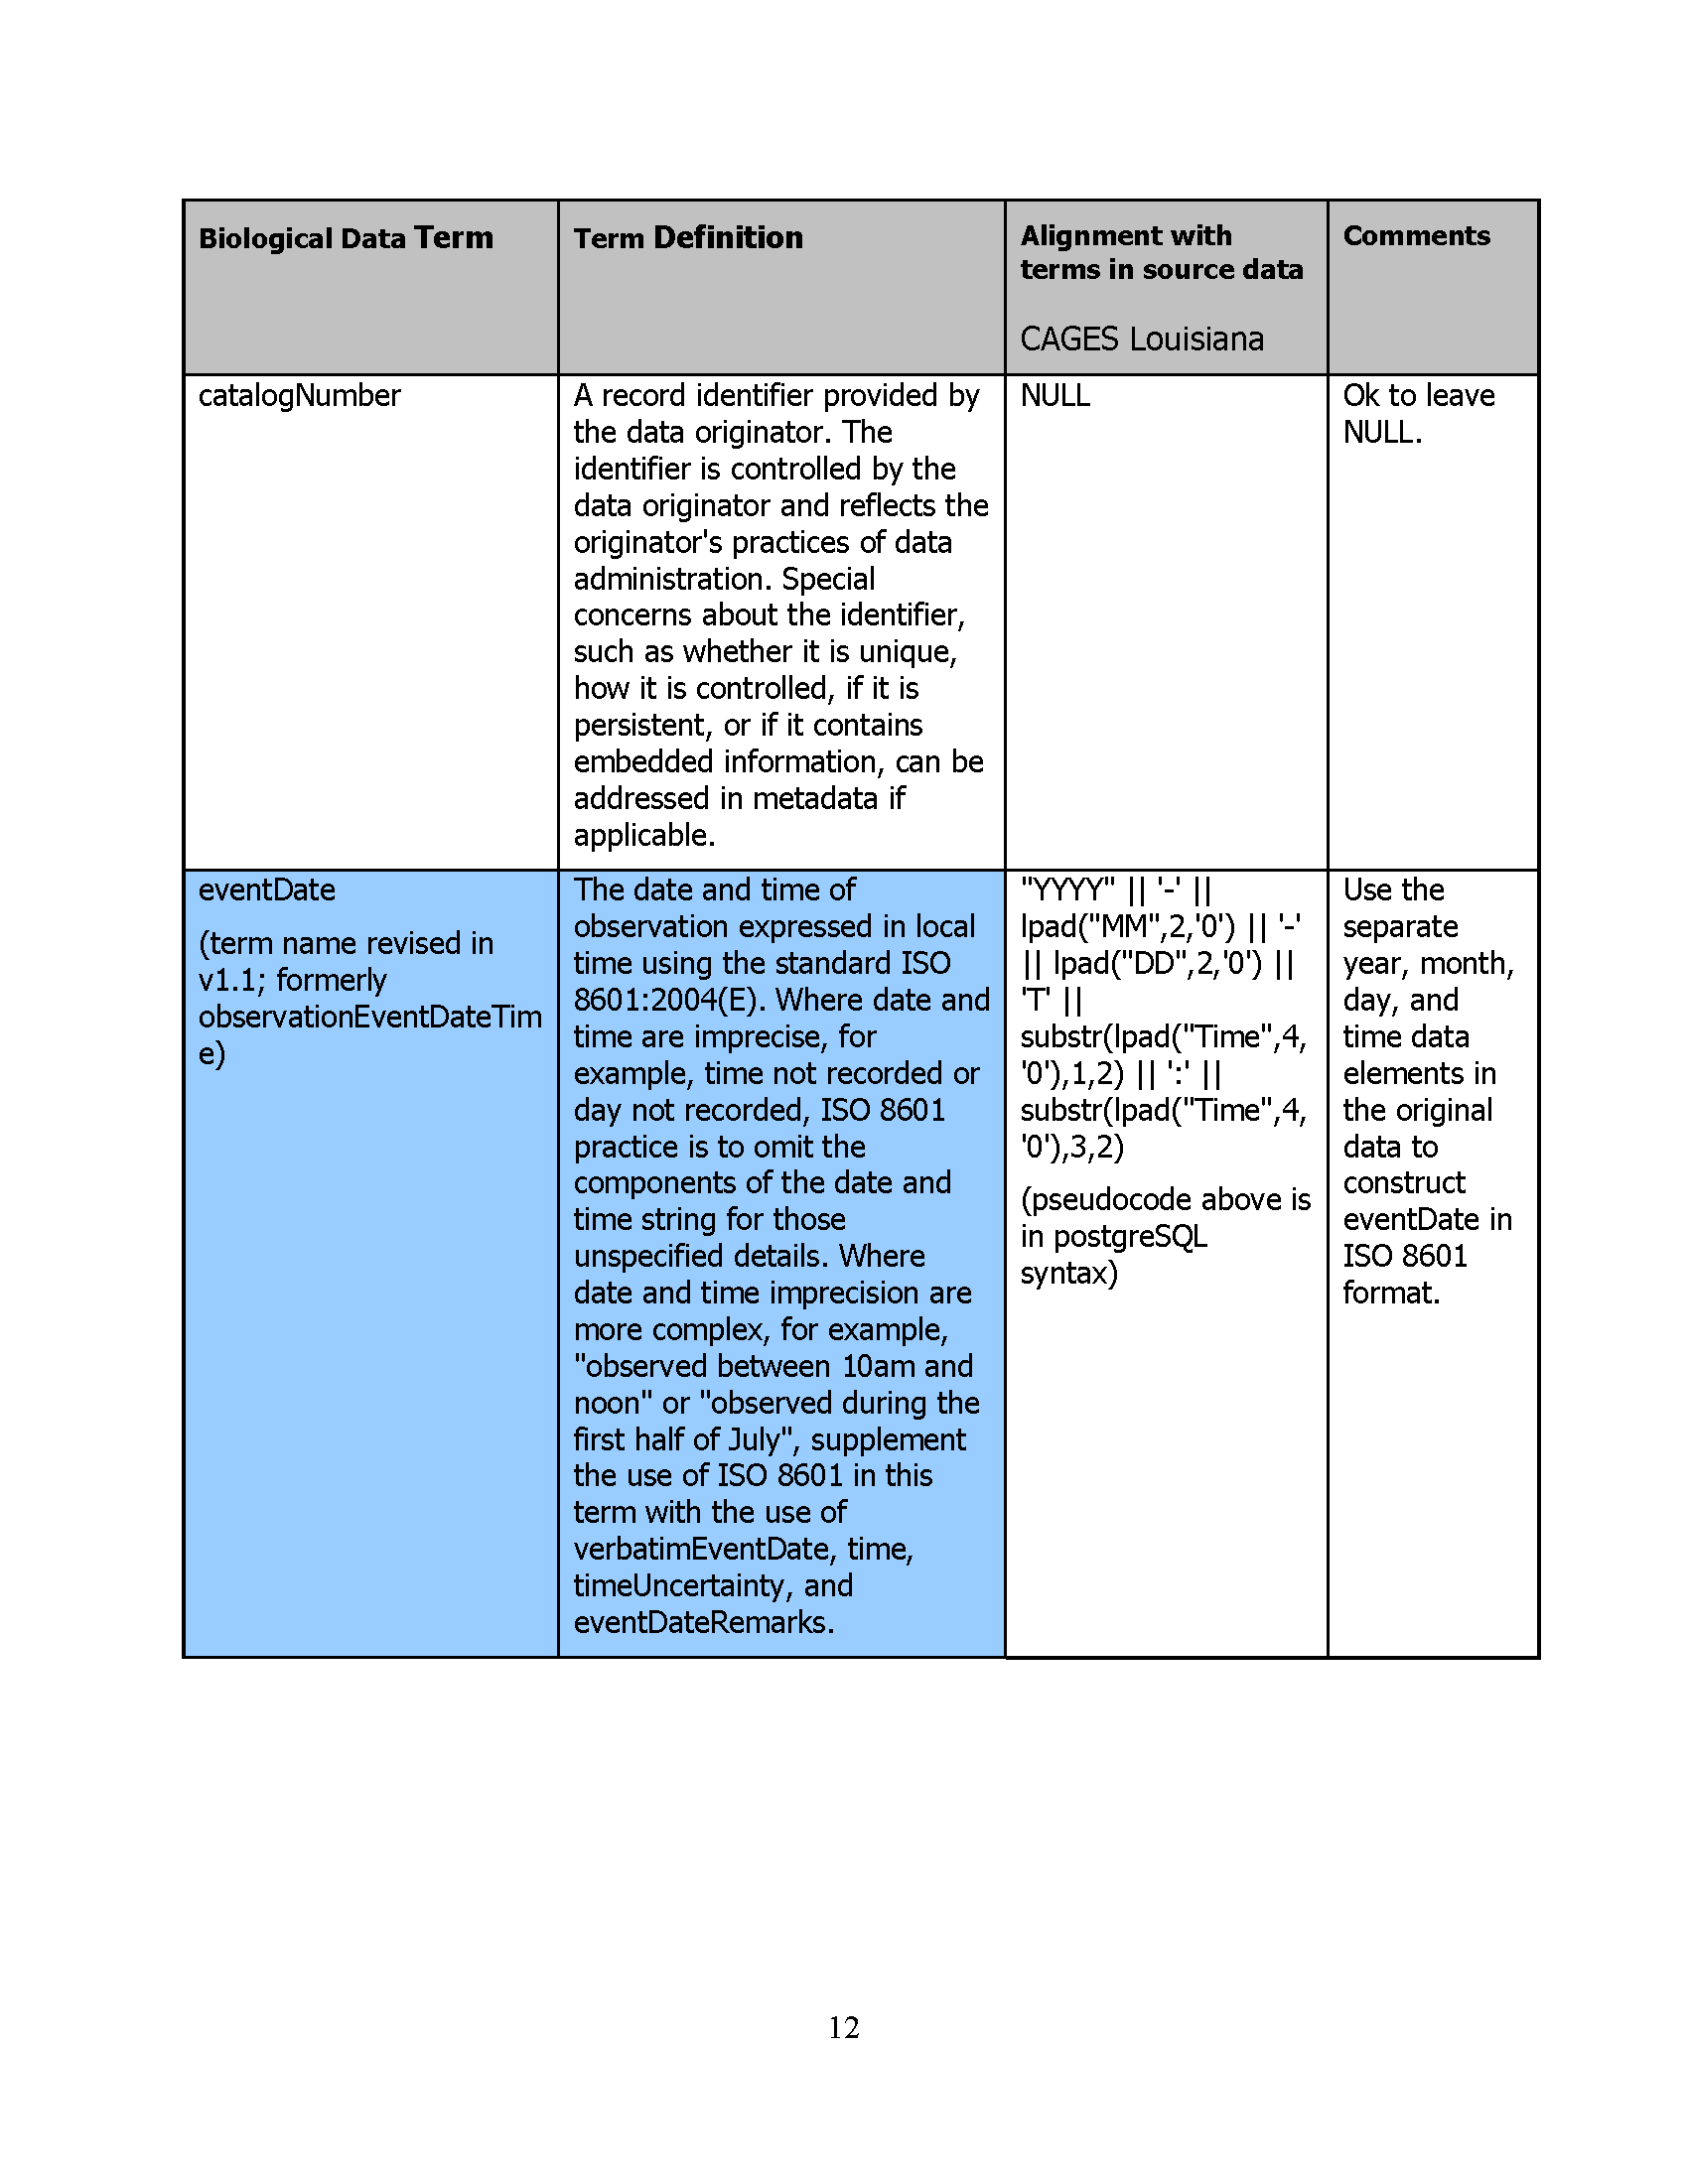 Biological Data Term
Term Definition
Alignment with
terms in source data
CAGES Louisiana
Comments
catalogNumber
A record identifier provided by
the data originator. The
identifier is controlled by the
data originator and reflects the
originator's practices of data
administration. Special
concerns about the identifier,
such as whether it is unique,
how it is controlled, if it is
persistent, or if it contains
embedded information, can be
addressed in metadata if
applicable.
NULL
Ok to leave
NULL.
eventDate
(term name revised in
v1.1; formerly
observationEventDateTim
e)
The date and time of
observation expressed in local
time using the standard ISO
8601:2004(E). Where date and
time are imprecise, for
example, time not recorded or
day not recorded, ISO 8601
practice is to omit the
components of the date and
time string for those
unspecified details. Where
date and time imprecision are
more complex, for example,
"observed between 10am and
noon" or "observed during the
first half of July", supplement
the use of ISO 8601 in this
term with the use of
verbatimEventDate, time,
timeUncertainty, and
eventDateRemarks.
"YYYY" || '-' ||
lpad("MM",2,'0') || '-'
|| lpad("DD",2,'0') ||
'T' ||
substr(lpad("Time",4,
'0'),1,2) || ':' ||
substr(lpad("Time",4,
'0'),3,2)
(pseudocode above is
in postgreSQL
syntax)
Use the
separate
year, month,
day, and
time data
elements in
the original
data to
construct
eventDate in
ISO 8601
format.
12